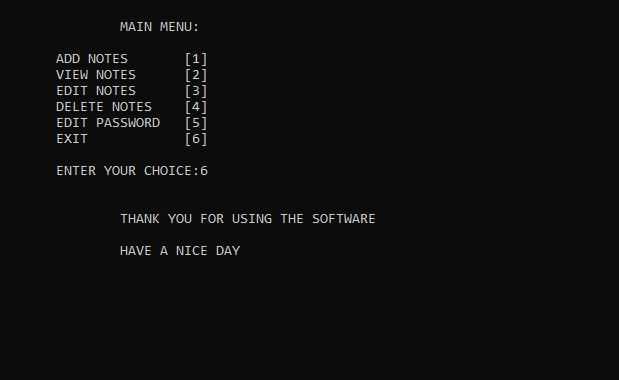 MAIN MENU:
ADD NOTES [1]
VIEW NOTES [2]
EDIT NOTES [3]
DELETE NOTES [4]
EDIT PASSWORD [5]
EXIT [6]
ENTER YOUR CHOICE:6
THANK YOU FOR USING THE SOFTWARE
HAVE A NICE DAY